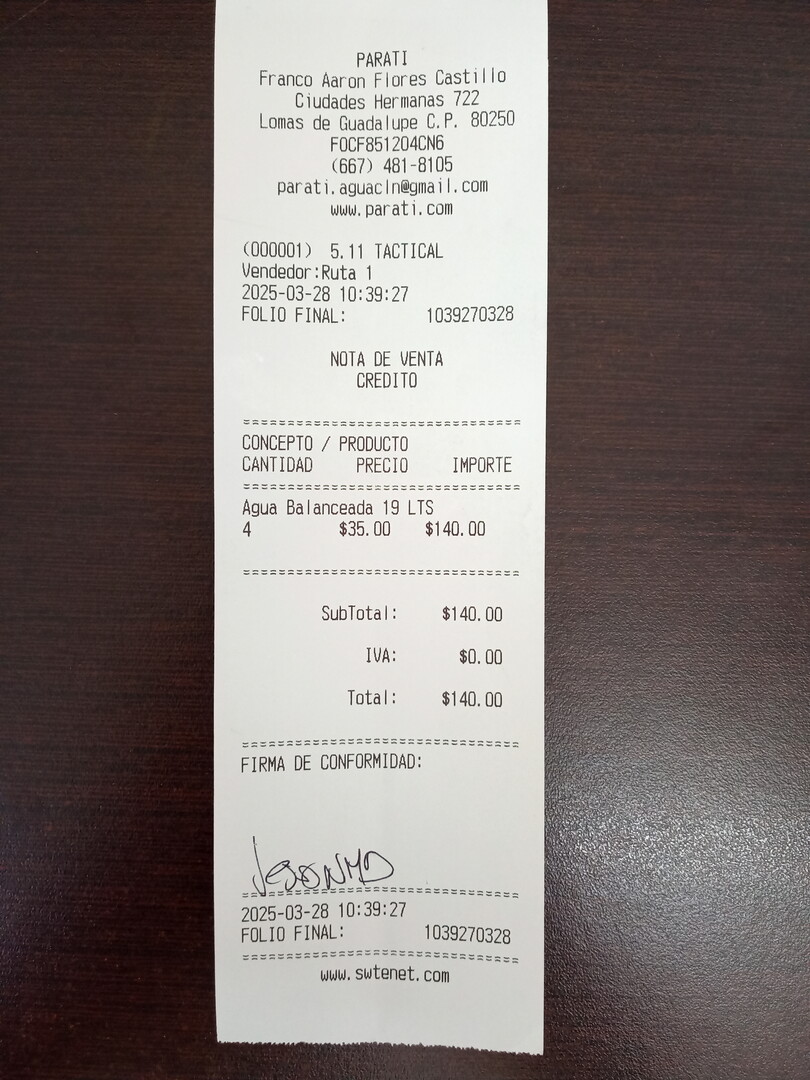 PARATI
Franco Aaron Flores Castillo
Ciudades Hermanas 722
Lomas de Guadalupe C.P. 80250
FOCF851204CN6
(667) 481-8105
parati.aguacln@gmail.com
www.parati.com
(000001) 5.11 TACTICAL
Vendedor:Ruta 1
2025-03-28 10:39:27
FOLIO FINAL: 1039270328
NOTA DE VENTA
CREDITO
===============================
CONCEPTO / PRODUCTO
CANTIDAD PRECIO IMPORTE
===============================
Agua Balanceada 19 LTS
4 $35.00 $140.00
===============================
SubTotal: $140.00
IVA: $0.00
Total: $140.00
===============================
FIRMA DE CONFORMIDAD:
===============================
2025-03-28 10:39:27
FOLIO FINAL: 1039270328
===============================
www.swtenet.com